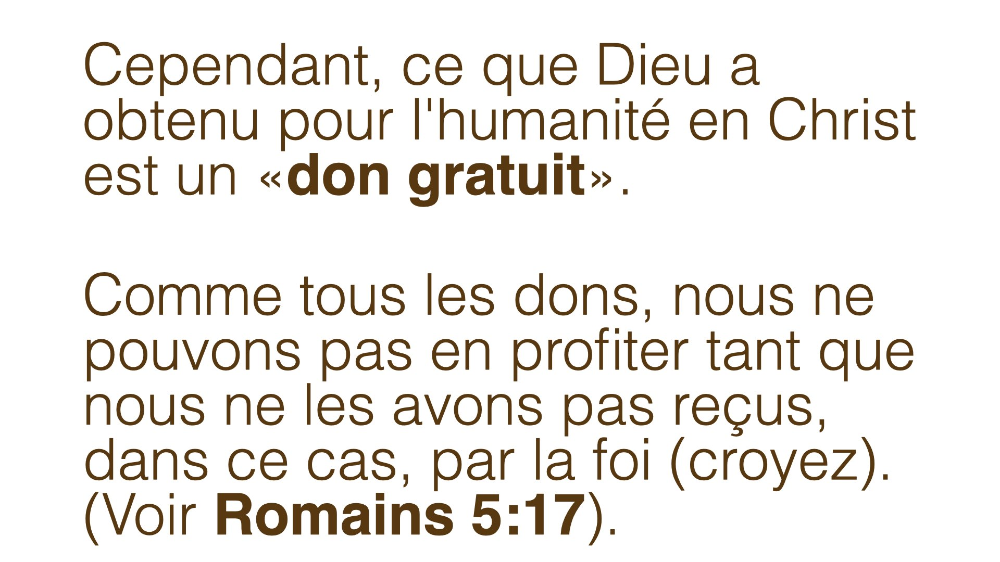 Cependant, ce que Dieu a
obtenu pour l'humanité en Christ
est un «don gratuit».
Comme tous les dons, nous ne
pouvons pas en profiter tant que
nous ne les avons pas reçus,
dans ce cas, par la foi (croyez).
(Voir Romains 5:17).